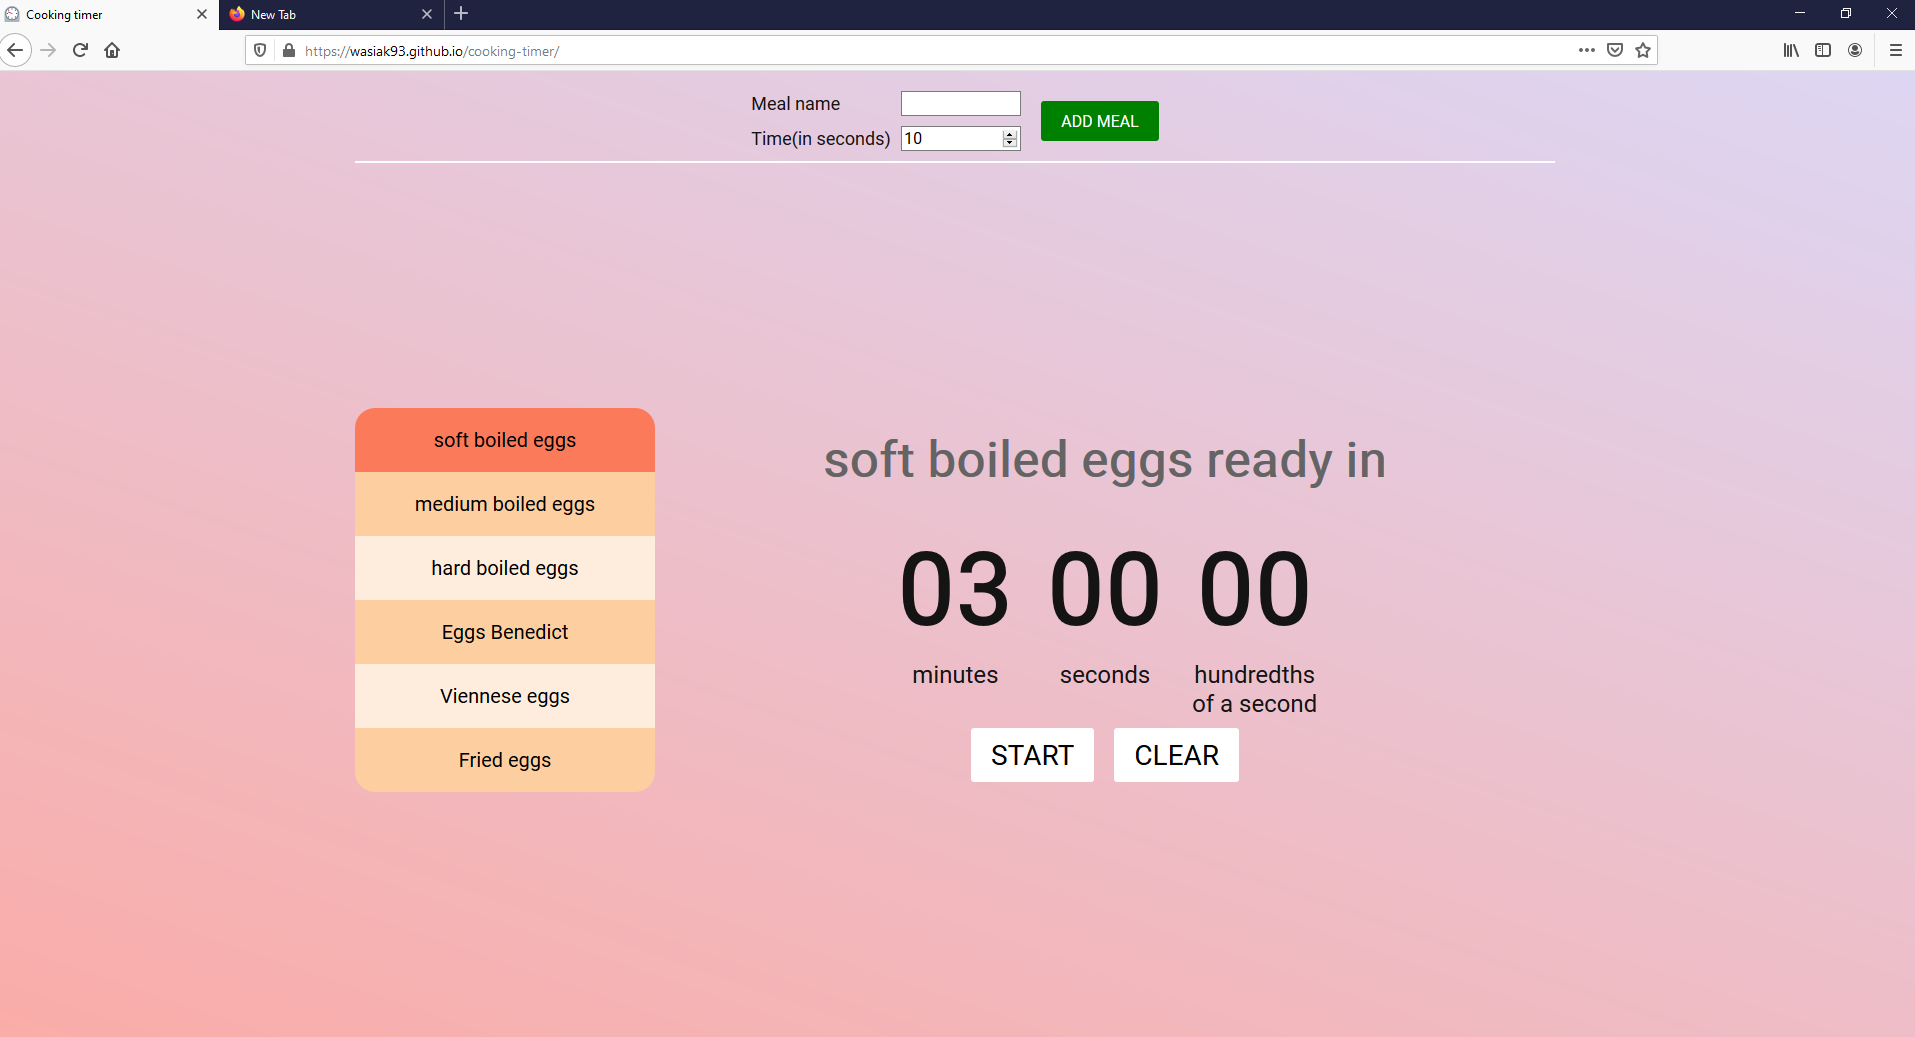 Cooking timer
New Tab
https://wasiak93.github.io/cooking-timer/
Meal name
Time(in seconds) 10
ADD MEAL
soft boiled eggs
medium boiled eggs
hard boiled eggs
Eggs Benedict
Viennese eggs
Fried eggs
soft boiled eggs ready in
03 00 00
minutes seconds hundredths
of a second
START CLEAR